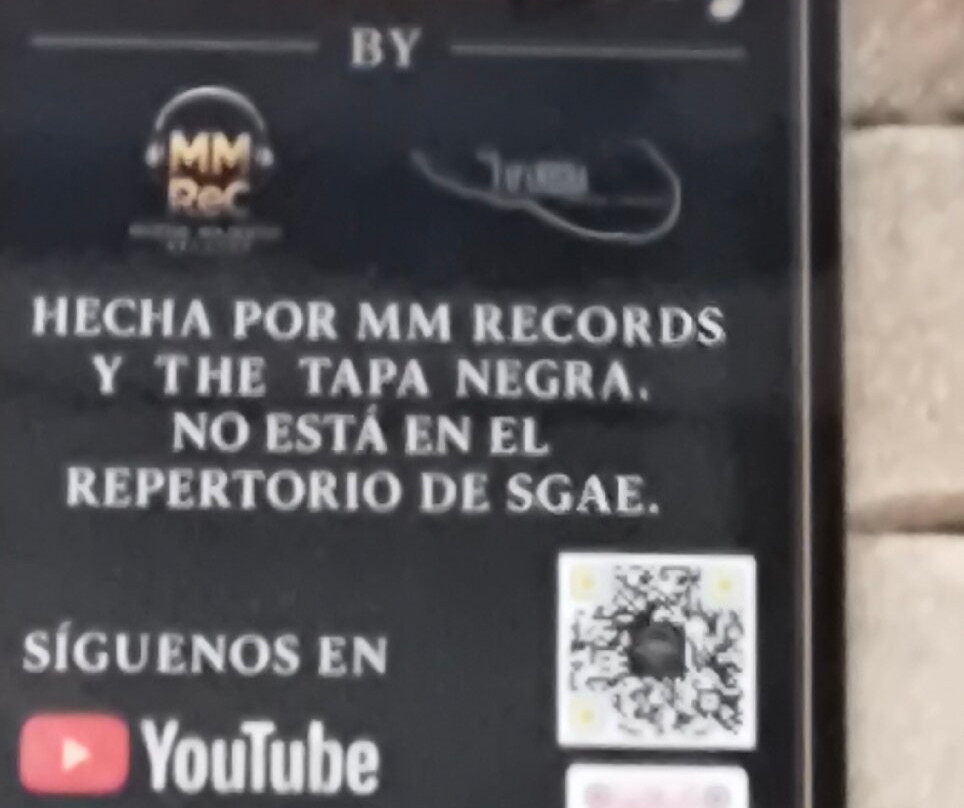 BY
MM
Rec
HECHA POR MM RECORDS
Y THE TAPA NEGRA.
NO ESTÁ EN EL
REPERTORIO DE SGAE.
SÍGUENOS EN
YouTube